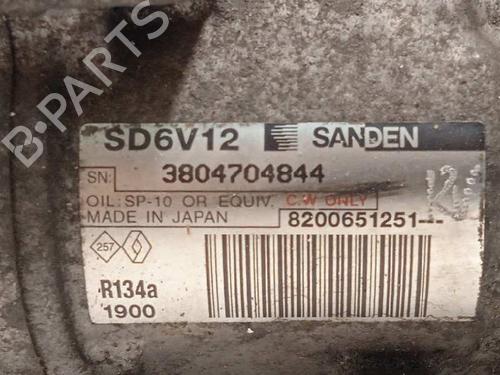 B-PARTS
SD6V12 SANDEN
SN: 3804704844
OIL:SP-10 OR EQUIV. C.W ONLY
MADE IN JAPAN 8200651251---
257
R134a
1900